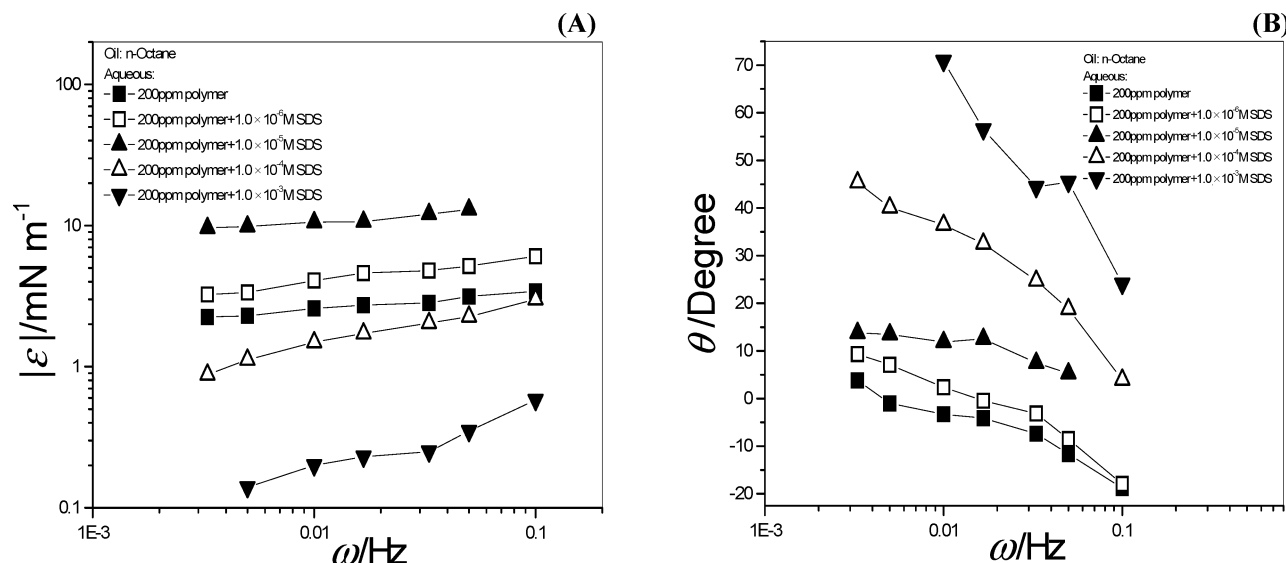 (A)
Oil: n-Octane
Aqueous:
200ppm polymer
200ppm polymer+1.0×10⁻⁶M SDS
200ppm polymer+1.0×10⁻⁵M SDS
200ppm polymer+1.0×10⁻⁴M SDS
200ppm polymer+1.0×10⁻³M SDS
|ε|/mN m⁻¹
100
10
1
0.1
1E-3
0.01
0.1
ω/Hz
(B)
Oil: n-Octane
Aqueous:
200ppm polymer
200ppm polymer+1.0×10⁻⁶M SDS
200ppm polymer+1.0×10⁻⁵M SDS
200ppm polymer+1.0×10⁻⁴M SDS
200ppm polymer+1.0×10⁻³M SDS
θ/Degree
70
60
50
40
30
20
10
0
-10
-20
1E-3
0.01
0.1
ω/Hz